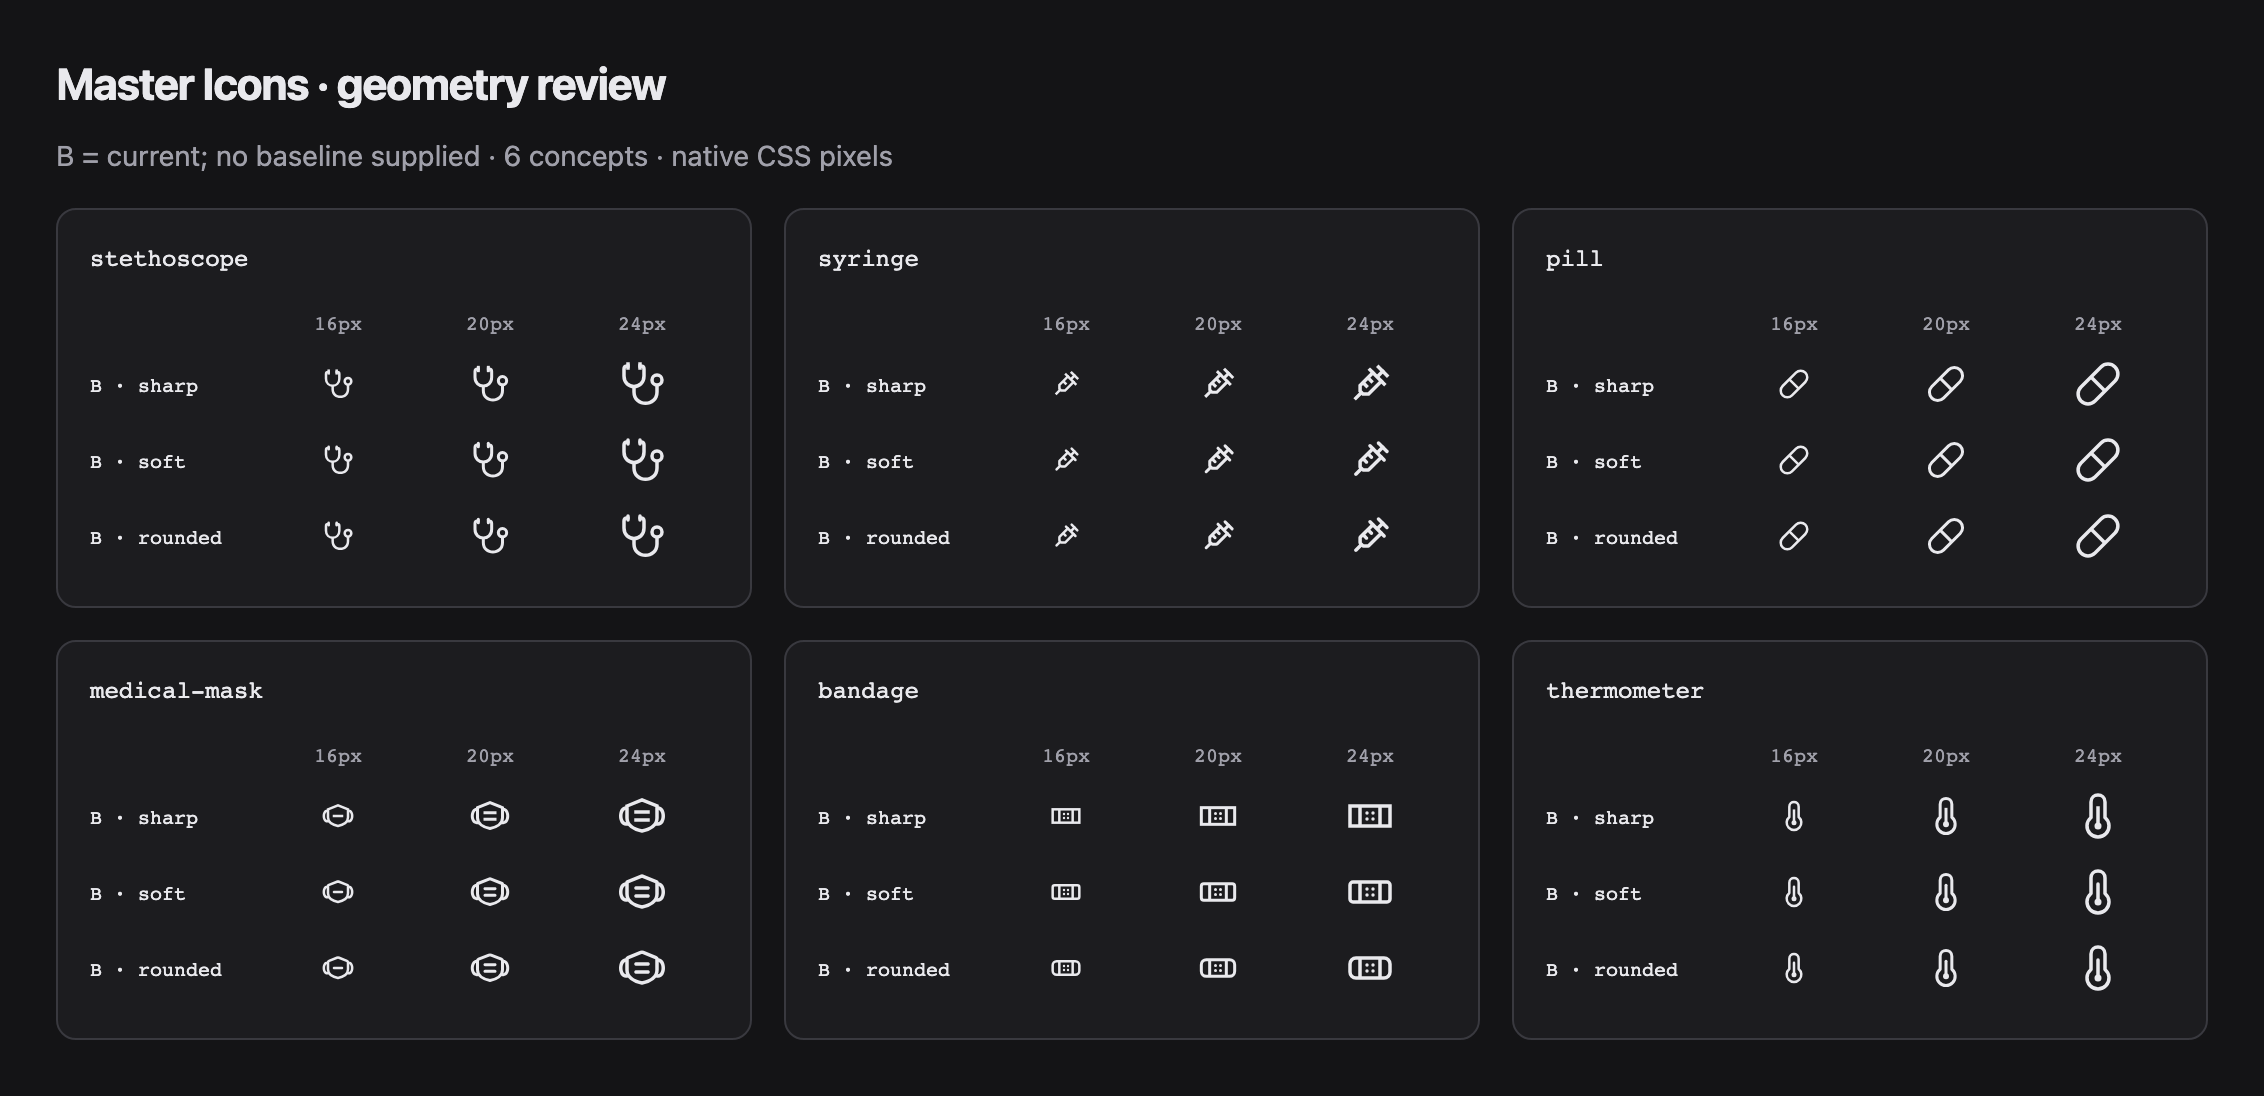 Master Icons · geometry review
B = current; no baseline supplied · 6 concepts · native CSS pixels
stethoscope
16px 20px 24px
B · sharp
B · soft
B · rounded
syringe
16px 20px 24px
B · sharp
B · soft
B · rounded
pill
16px 20px 24px
B · sharp
B · soft
B · rounded
medical-mask
16px 20px 24px
B · sharp
B · soft
B · rounded
bandage
16px 20px 24px
B · sharp
B · soft
B · rounded
thermometer
16px 20px 24px
B · sharp
B · soft
B · rounded